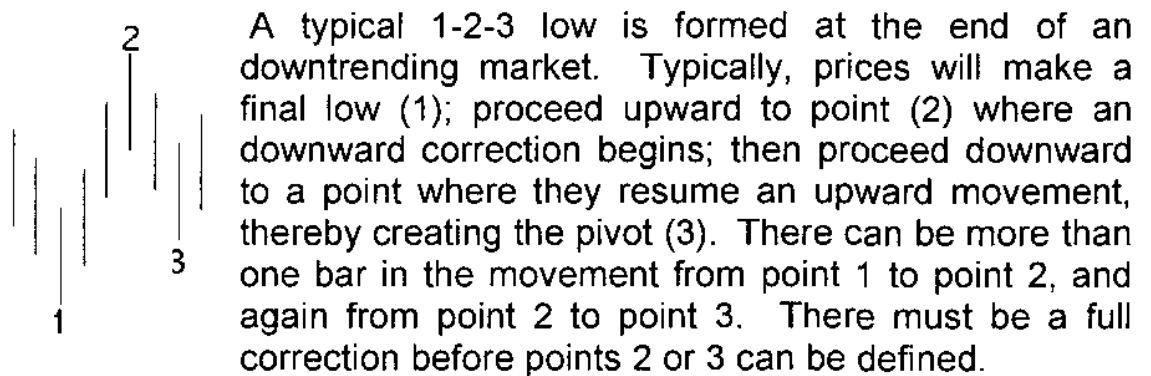 2
3
1
A typical 1-2-3 low is formed at the end of an
downtrending market. Typically, prices will make a
final low (1); proceed upward to point (2) where an
downward correction begins; then proceed downward
to a point where they resume an upward movement,
thereby creating the pivot (3). There can be more than
one bar in the movement from point 1 to point 2, and
again from point 2 to point 3. There must be a full
correction before points 2 or 3 can be defined.